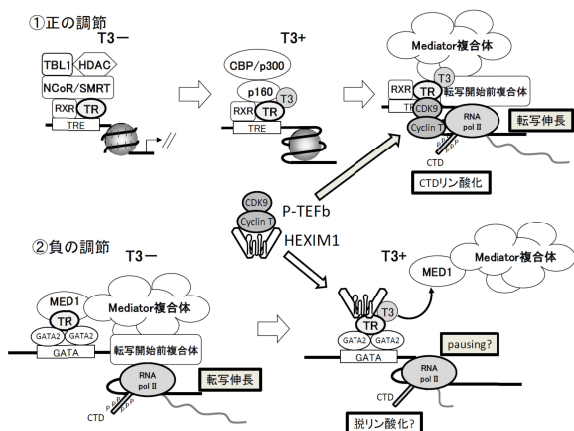 ①正の調節
T3－
TBL1
HDAC
NCoR/SMRT
RXR
TR
TRE
T3+
CBP/p300
p160
T3
RXR
TR
TRE
Mediator複合体
T3
RXR
TR
転写開始前複合体
CDK9
Cyclin T
RNA
pol II
転写伸長
P P P
CTD
CTDリン酸化
CDK9
Cyclin T
P-TEFb
HEXIM1
②負の調節
T3－
MED1
Mediator複合体
TR
GATA2
GATA2
GATA
転写開始前複合体
RNA
pol II
転写伸長
P P P
CTD
T3+
MED1
Mediator複合体
T3
TR
GATA2
GATA2
GATA
pausing?
RNA
pol II
CTD
脱リン酸化?